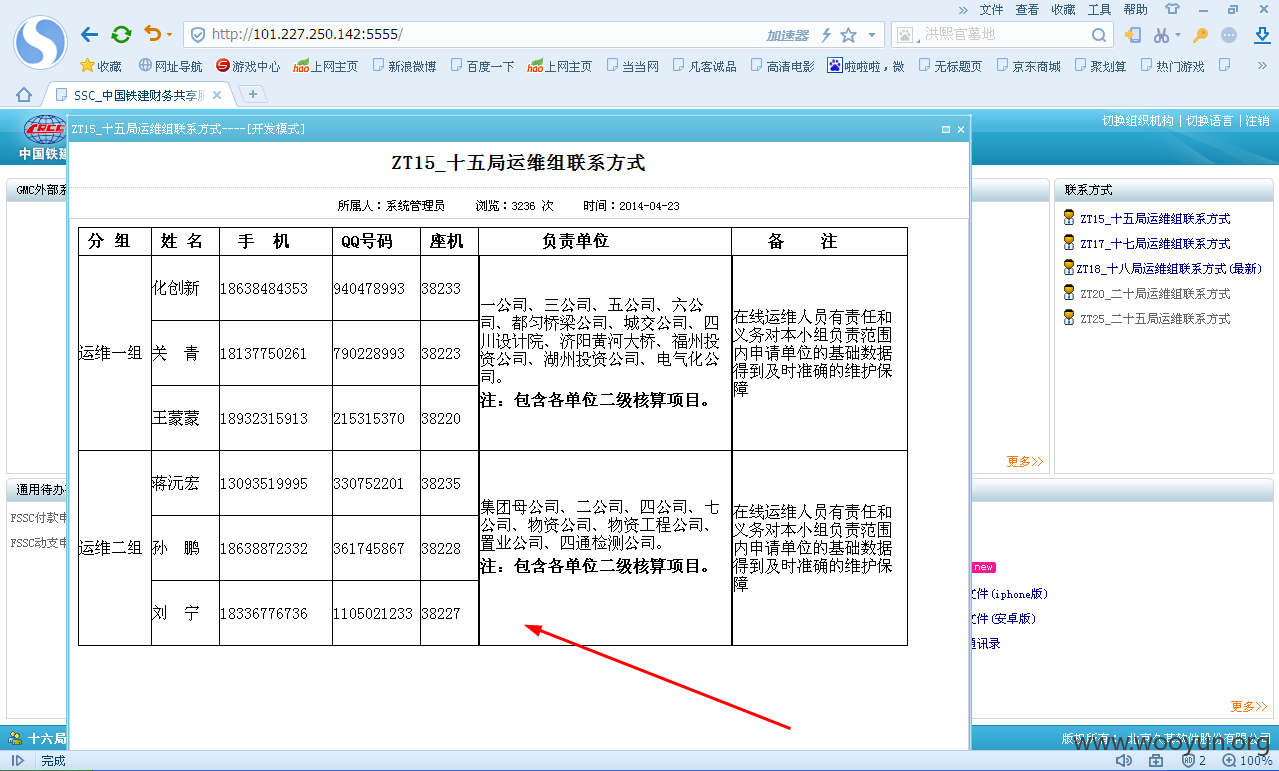 文件 查看 收藏 工具 帮助
http://101.227.250.142:5555/
加速器
洪熙官墓地
收藏 网址导航 游戏中心 上网主页 新浪微博 百度一下 上网主页 当当网 凡客诚品 高清电影 啦啦啦，微 无标题页 京东商城 聚划算 热门游戏
SSC_中国铁建财务共享服
切换组织机构 | 切换语言 | 注销
中国铁建
ZT15_十五局运维组联系方式----[开发模式]
ZT15_十五局运维组联系方式
所属人：系统管理员 浏览：3236 次 时间：2014-04-23
分 组 姓 名 手 机 QQ号码 座机 负责单位 备 注
运维一组
化创新 18638484353 940478993 38233
关 青 18137750261 790228993 38223
王蒙蒙 18932315913 215315370 38220
一公司、三公司、五公司、六公
司、都匀桥梁公司、城交公司、四
川设计院、济阳黄河大桥、福州投
资公司、湖州投资公司、电气化公
司。
注：包含各单位二级核算项目。
在线运维人员有责任和
义务对本小组负责范围
内申请单位的基础数据
得到及时准确的维护保
障
运维二组
蒋沅宏 13093519995 330752201 38235
孙 鹏 18638872332 361745867 38228
刘 宁 18336776736 1105021233 38227
集团母公司、二公司、四公司、七
公司、物资公司、物资工程公司、
置业公司、四通检测公司。
注：包含各单位二级核算项目。
在线运维人员有责任和
义务对本小组负责范围
内申请单位的基础数据
得到及时准确的维护保
障
GMC外部系
通用待办
FSSC付款申
FSSC动支申
联系方式
ZT15_十五局运维组联系方式
ZT17_十七局运维组联系方式
ZT18_十八局运维组联系方式(最新)
ZT20_二十局运维组联系方式
ZT25_二十五局运维组联系方式
更多>>
new
文件(iphone版)
文件(安卓版)
通讯录
更多>>
十六局
版权所有：北京久其软件股份有限公司
www.wooyun.org
完成
2
100%